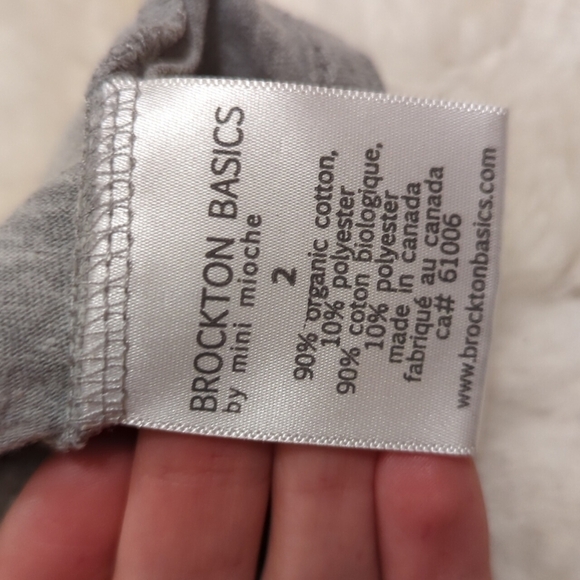 BROCKTON BASICS
by mini mioche
2
90% organic cotton,
10% polyester
90% coton biologique,
10% polyester
made in canada
fabriqué au canada
ca# 61006
www.brocktonbasics.com